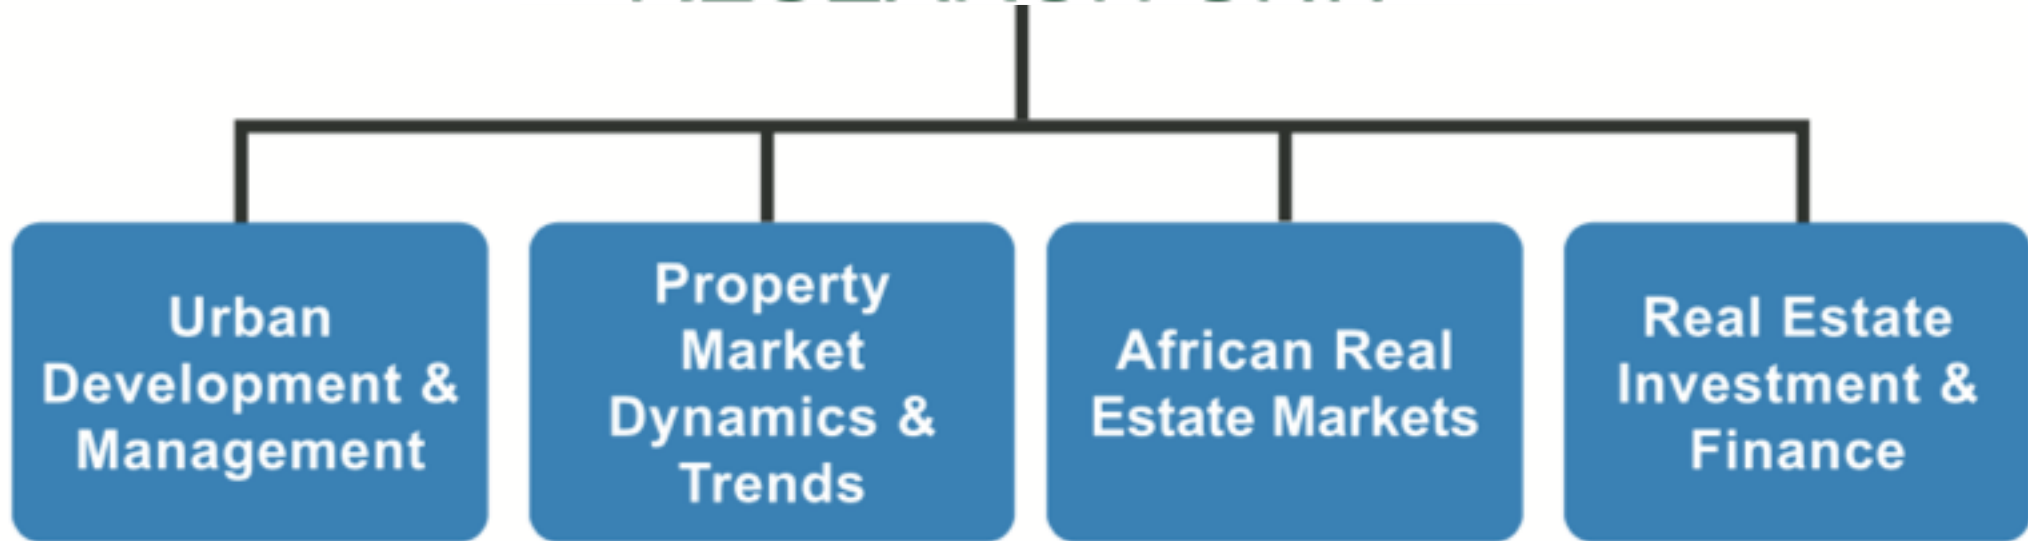 Urban
Development &
Management
Property
Market
Dynamics &
Trends
African Real
Estate Markets
Real Estate
Investment &
Finance